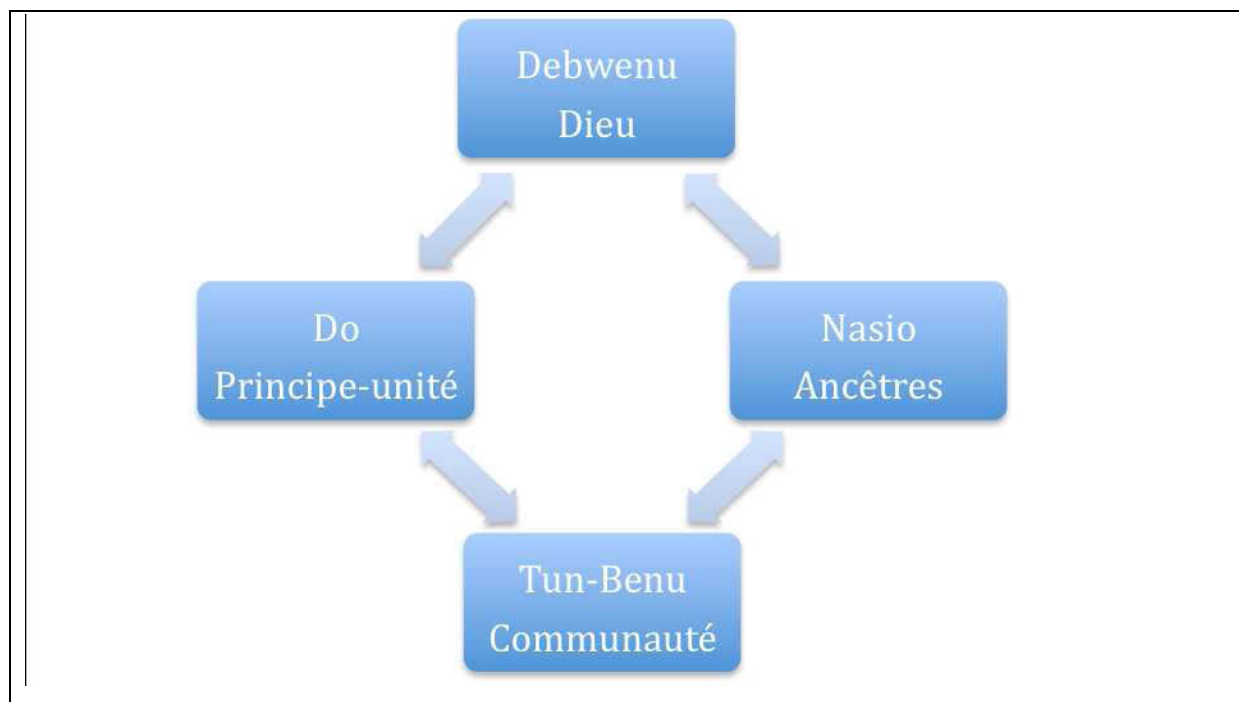 Debwenu
Dieu
Do
Principe-unité
Nasio
Ancêtres
Tun-Benu
Communauté